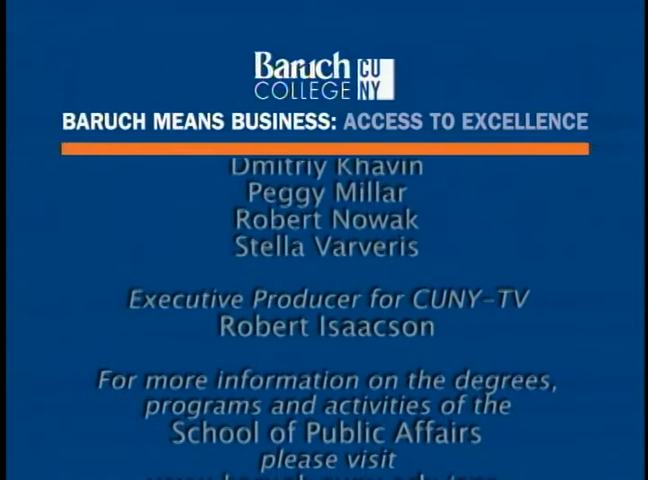 Baruch
COLLEGE
CU
NY
BARUCH MEANS BUSINESS: ACCESS TO EXCELLENCE
Dmitriy Khavin
Peggy Millar
Robert Nowak
Stella Varveris
Executive Producer for CUNY-TV
Robert Isaacson
For more information on the degrees,
programs and activities of the
School of Public Affairs
please visit